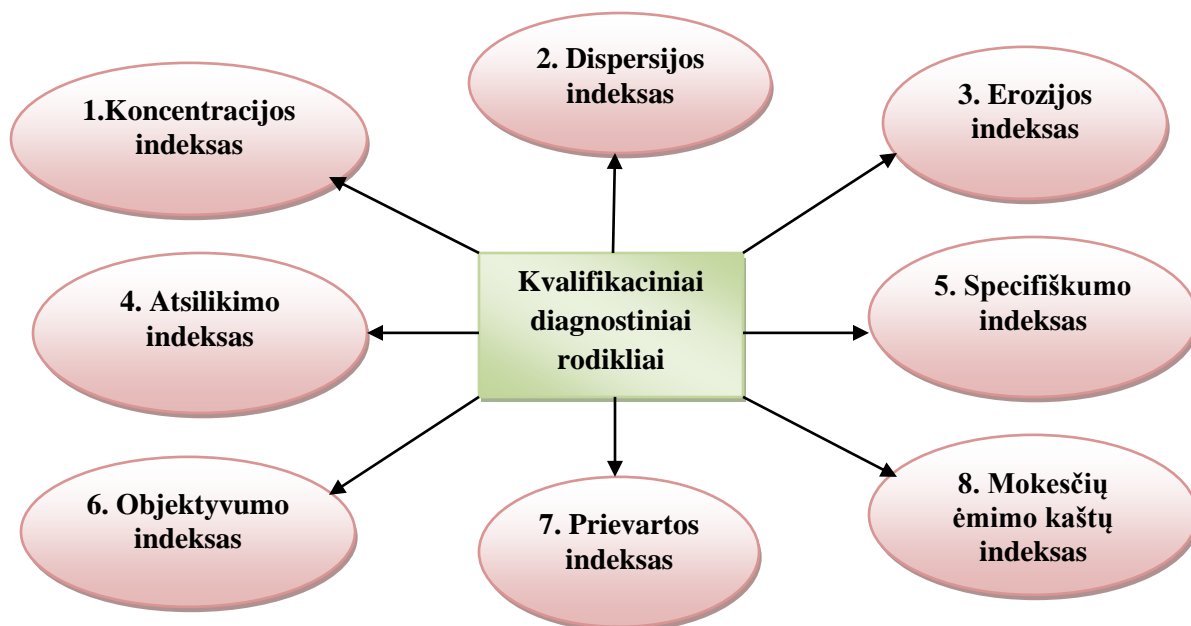 1.Koncentracijos
indeksas
2. Dispersijos
indeksas
3. Erozijos
indeksas
Kvalifikaciniai
diagnostiniai
rodikliai
4. Atsilikimo
indeksas
5. Specifiškumo
indeksas
6. Objektyvumo
indeksas
7. Prievartos
indeksas
8. Mokesčių
ėmimo kaštų
indeksas